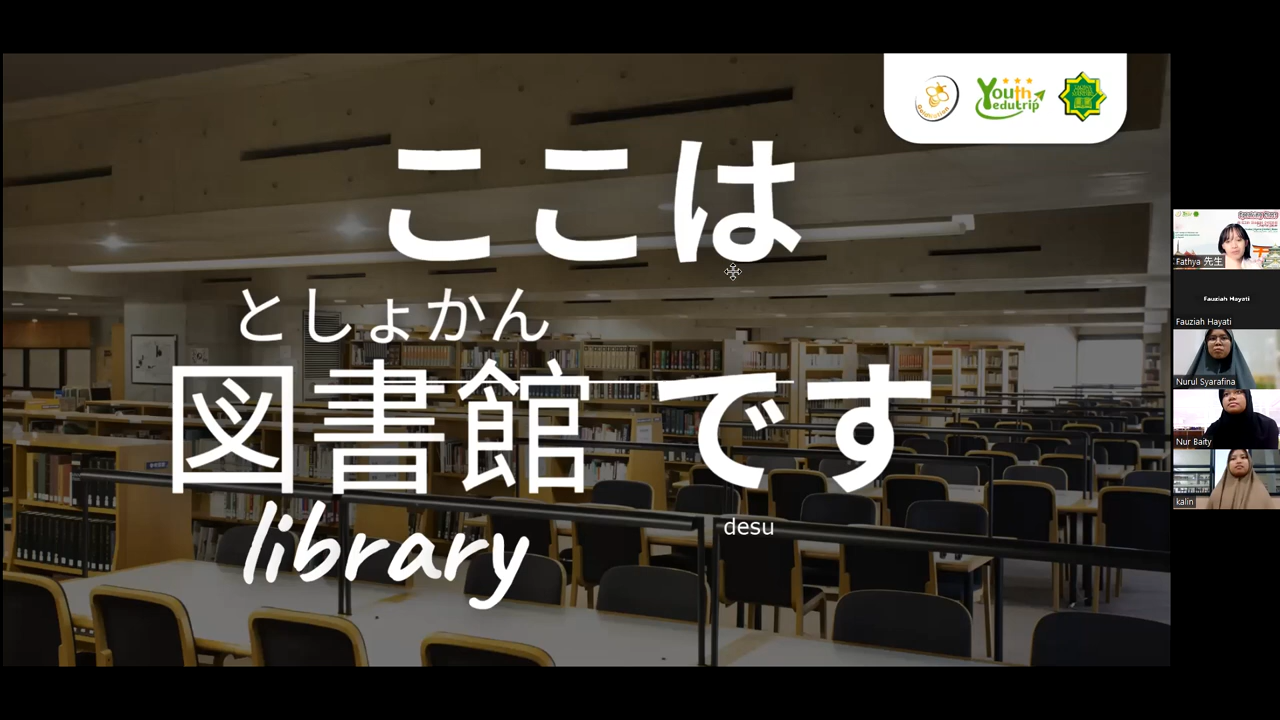 Youth
edutrip
ここは
としょかん
図書館 です
library
desu
Fathya 先生
Fauziah Hayati
Fauziah Hayati
Nurul Syarafina
Nur Baity
kalin